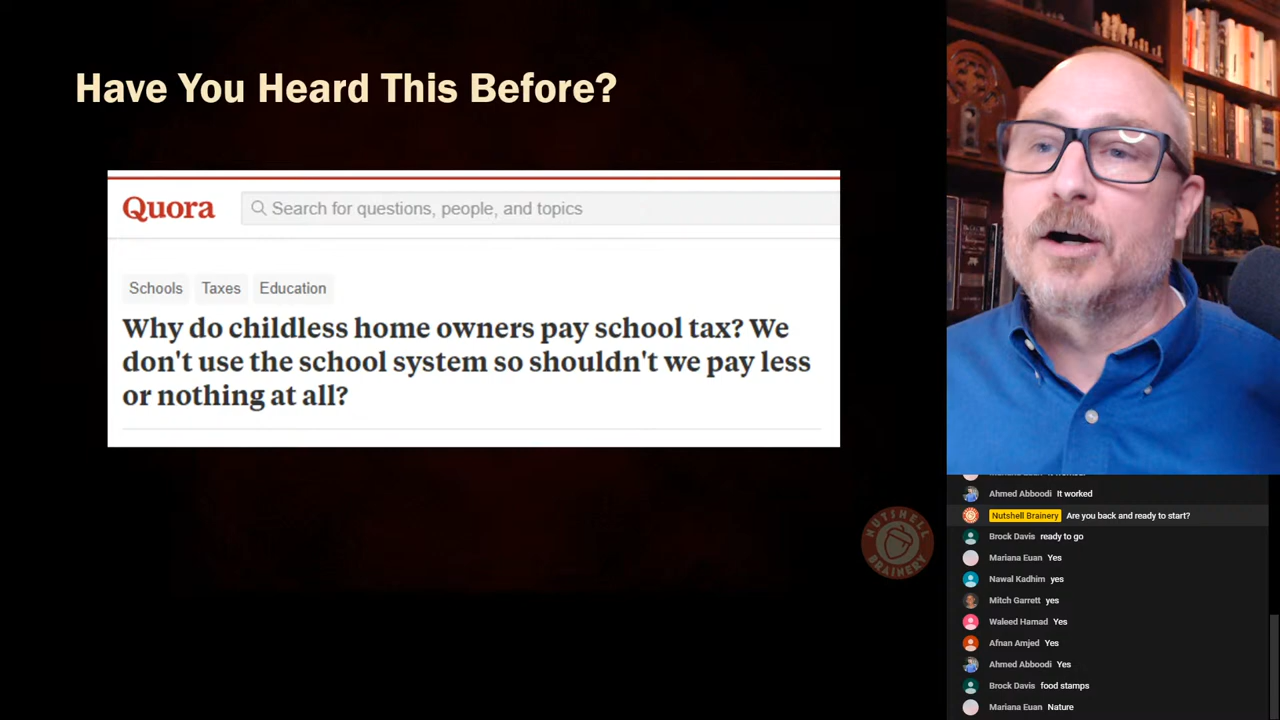 Have You Heard This Before?
Quora
Search for questions, people, and topics
Schools Taxes Education
Why do childless home owners pay school tax? We
don't use the school system so shouldn't we pay less
or nothing at all?
NUTSHELL BRAINERY
Ahmed Abboodi It worked
Nutshell Brainery Are you back and ready to start?
Brock Davis ready to go
Mariana Euan Yes
Nawal Kadhim yes
Mitch Garrett yes
Waleed Hamad Yes
Afnan Amjed Yes
Ahmed Abboodi Yes
Brock Davis food stamps
Mariana Euan Nature